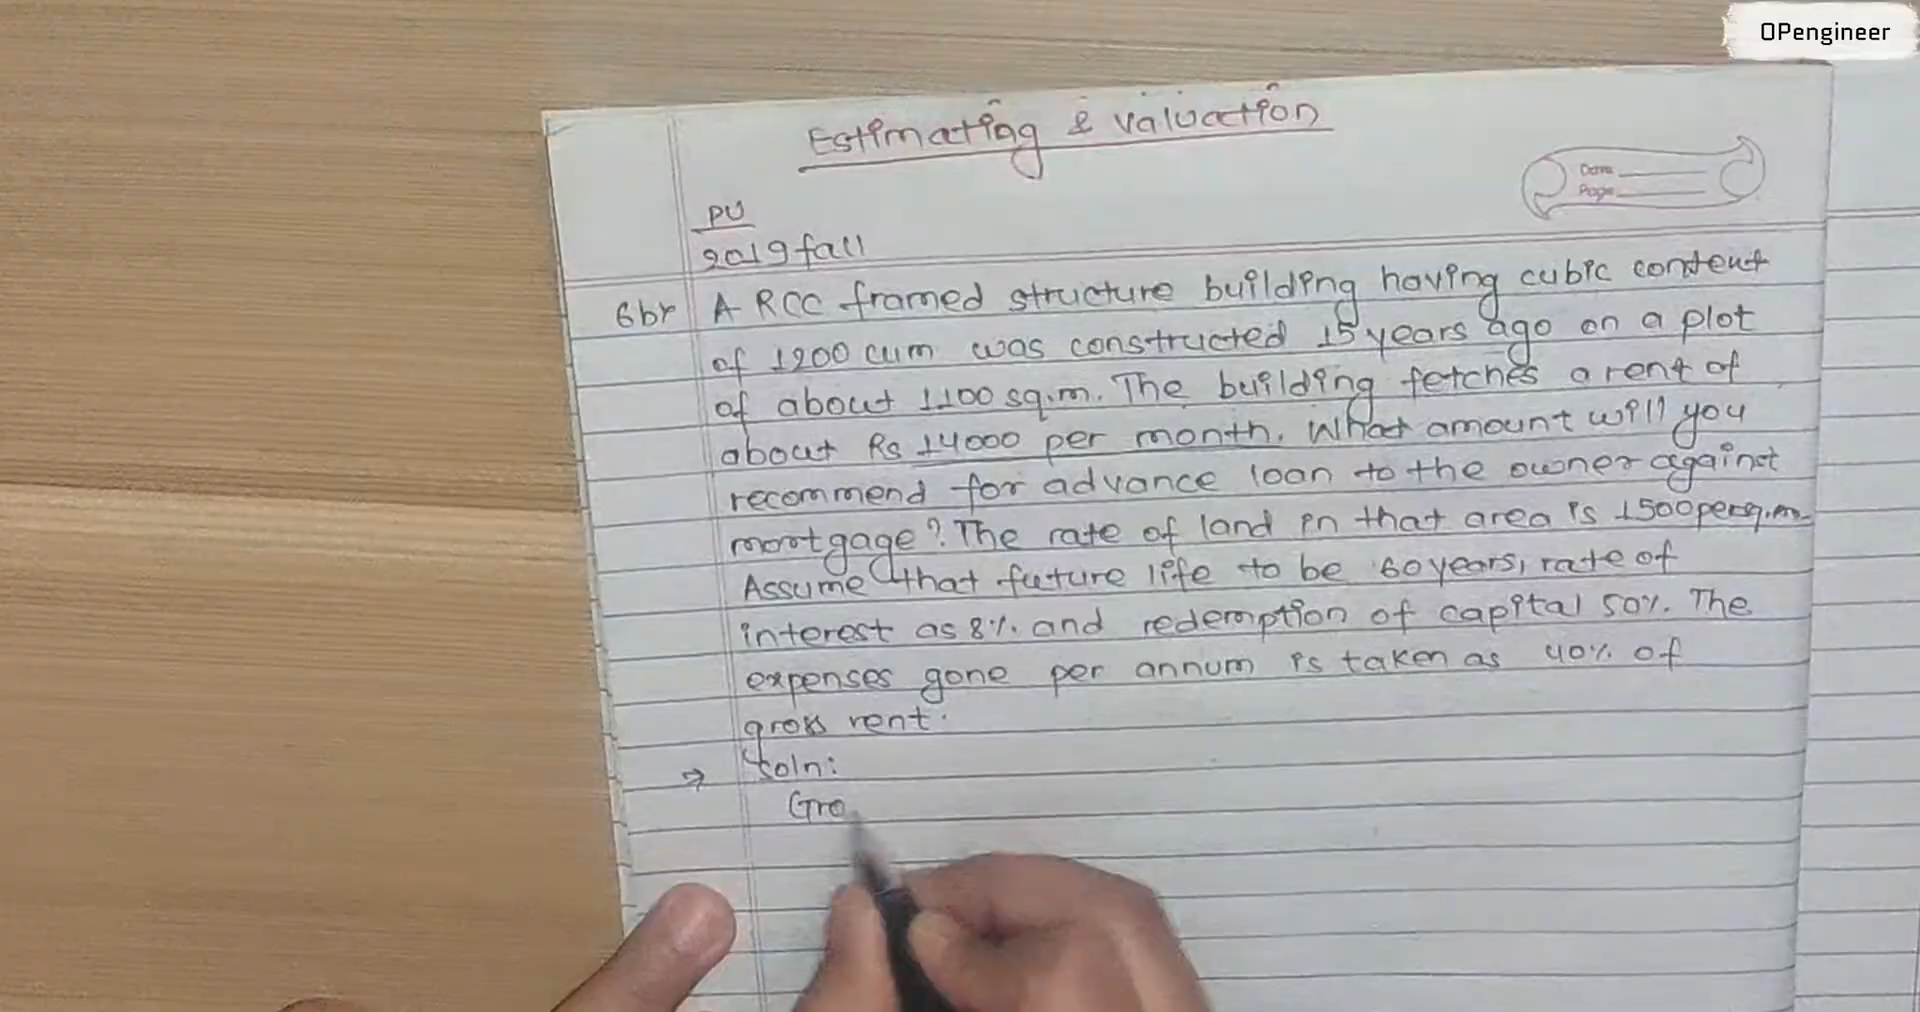 OPengineer
Estimating & valuation
Date
Page
PU
2019 fall
6br A RCC framed structure building having cubic content
of 1200 cum was constructed 15 years ago on a plot
of about 1100 sq.m. The building fetches a rent of
about Rs 14000 per month. What amount will you
recommend for advance loan to the owner against
mortgage? The rate of land in that area is 1500 persq.m.
Assume that future life to be 60 years, rate of
interest as 8% and redemption of capital 50%. The
expenses gone per annum is taken as 40% of
gross rent.
⇒ soln:
Gro